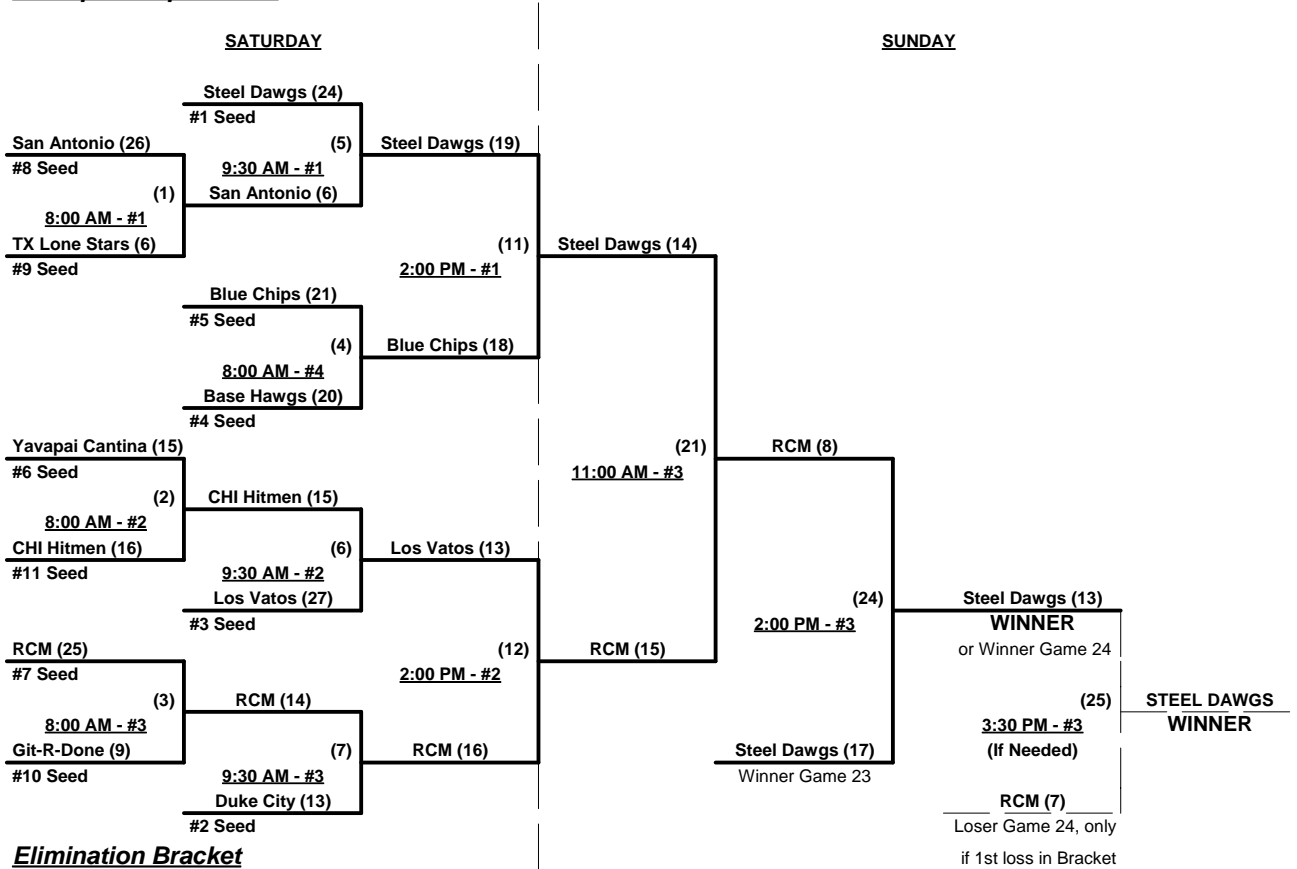 SATURDAY
SUNDAY
Steel Dawgs (24)
#1 Seed
San Antonio (26)
(5)
Steel Dawgs (19)
#8 Seed
9:30 AM - #1
(1)
San Antonio (6)
8:00 AM - #1
TX Lone Stars (6)
(11)
Steel Dawgs (14)
#9 Seed
2:00 PM - #1
Blue Chips (21)
#5 Seed
(4)
Blue Chips (18)
8:00 AM - #4
Base Hawgs (20)
#4 Seed
Yavapai Cantina (15)
(21)
RCM (8)
#6 Seed
11:00 AM - #3
(2)
CHI Hitmen (15)
8:00 AM - #2
CHI Hitmen (16)
(6)
Los Vatos (13)
#11 Seed
9:30 AM - #2
Los Vatos (27)
(24)
Steel Dawgs (13)
#3 Seed
2:00 PM - #3
WINNER
RCM (25)
(12)
RCM (15)
or Winner Game 24
#7 Seed
2:00 PM - #2
(3)
RCM (14)
(25)
STEEL DAWGS
8:00 AM - #3
3:30 PM - #3
WINNER
Git-R-Done (9)
(7)
RCM (16)
Steel Dawgs (17)
(If Needed)
#10 Seed
9:30 AM - #3
Winner Game 23
Duke City (13)
RCM (7)
#2 Seed
Loser Game 24, only
Elimination Bracket
if 1st loss in Bracket